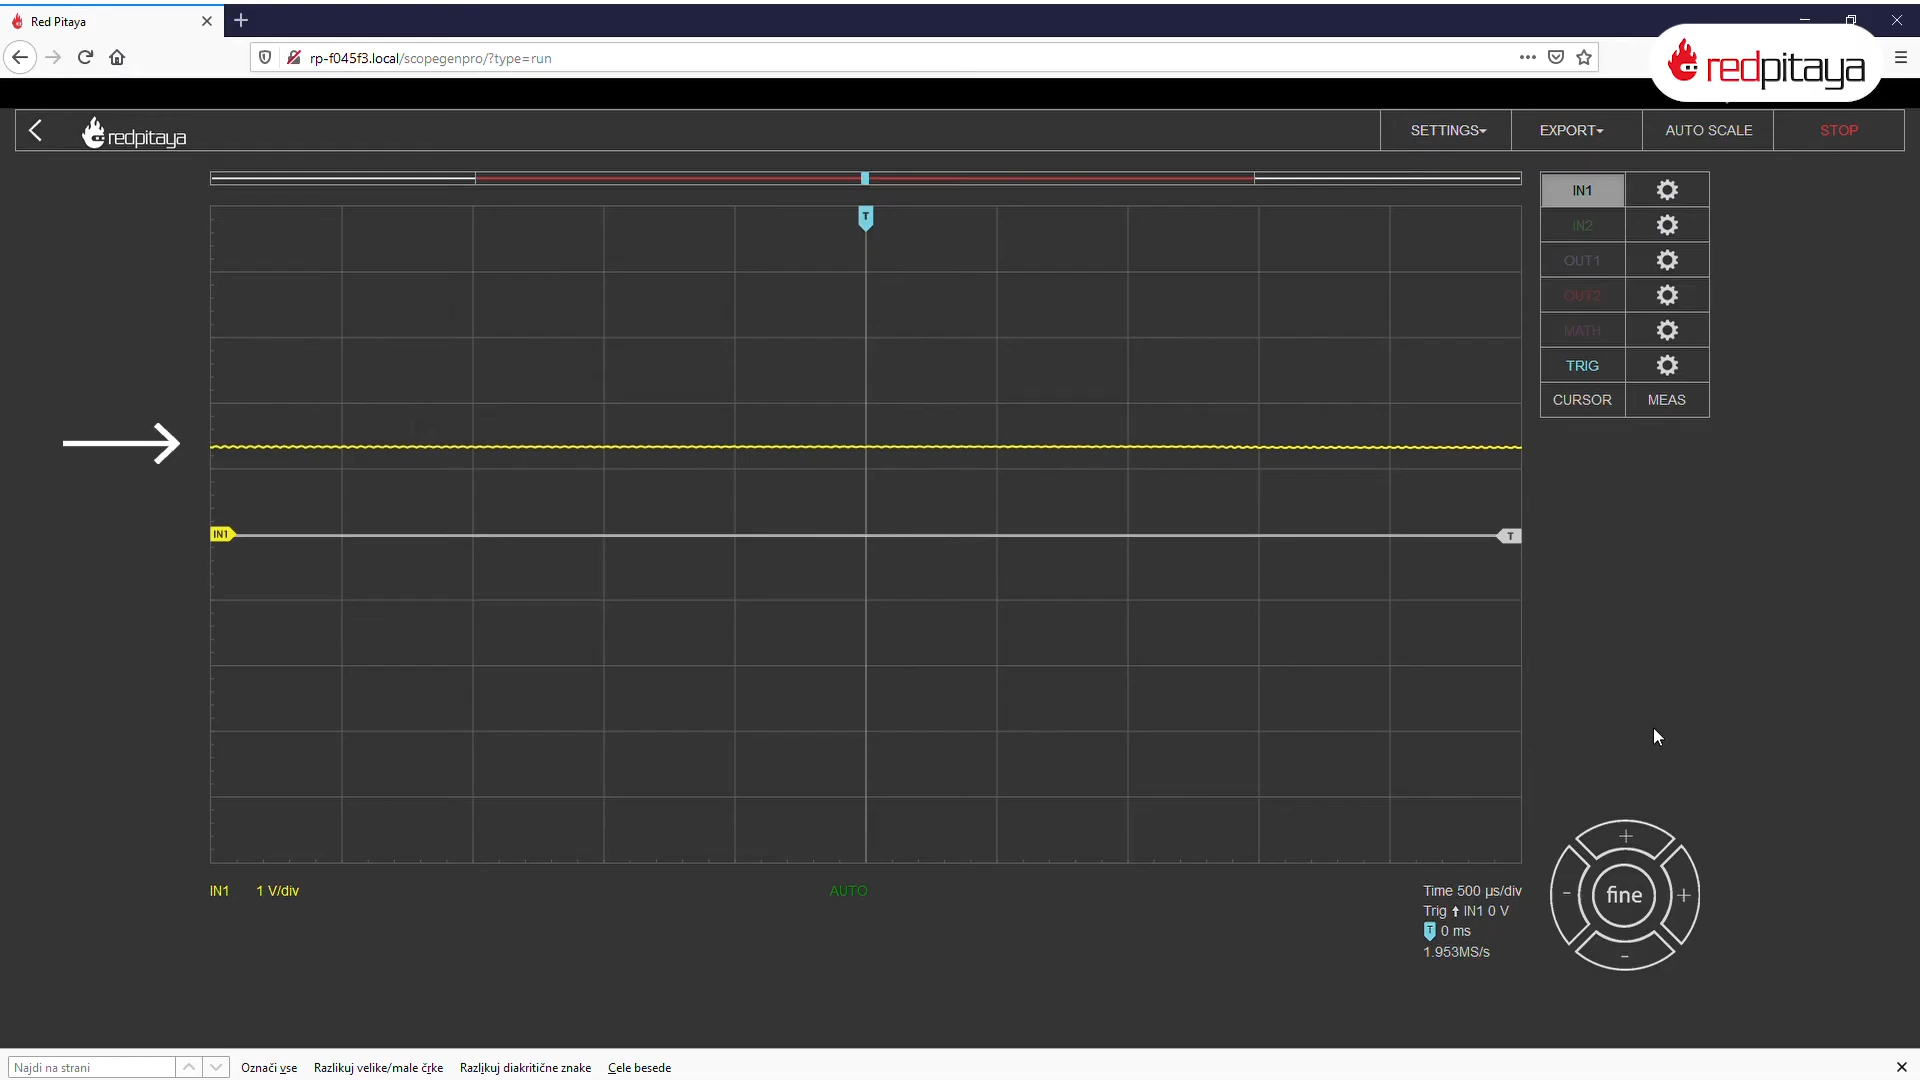 Red Pitaya
rp-f045f3.local/scopegenpro/?type=run
redpitaya
redpitaya
SETTINGS
EXPORT
AUTO SCALE
STOP
T
IN1
IN2
OUT1
OUT2
MATH
TRIG
CURSOR
MEAS
IN1
T
IN1
1 V/div
AUTO
Time 500 µs/div
Trig ↑ IN1 0 V
T 0 ms
1.953MS/s
+
- fine +
-
Najdi na strani
Označi vse
Razlikuj velike/male črke
Razlikuj diakritične znake
Cele besede